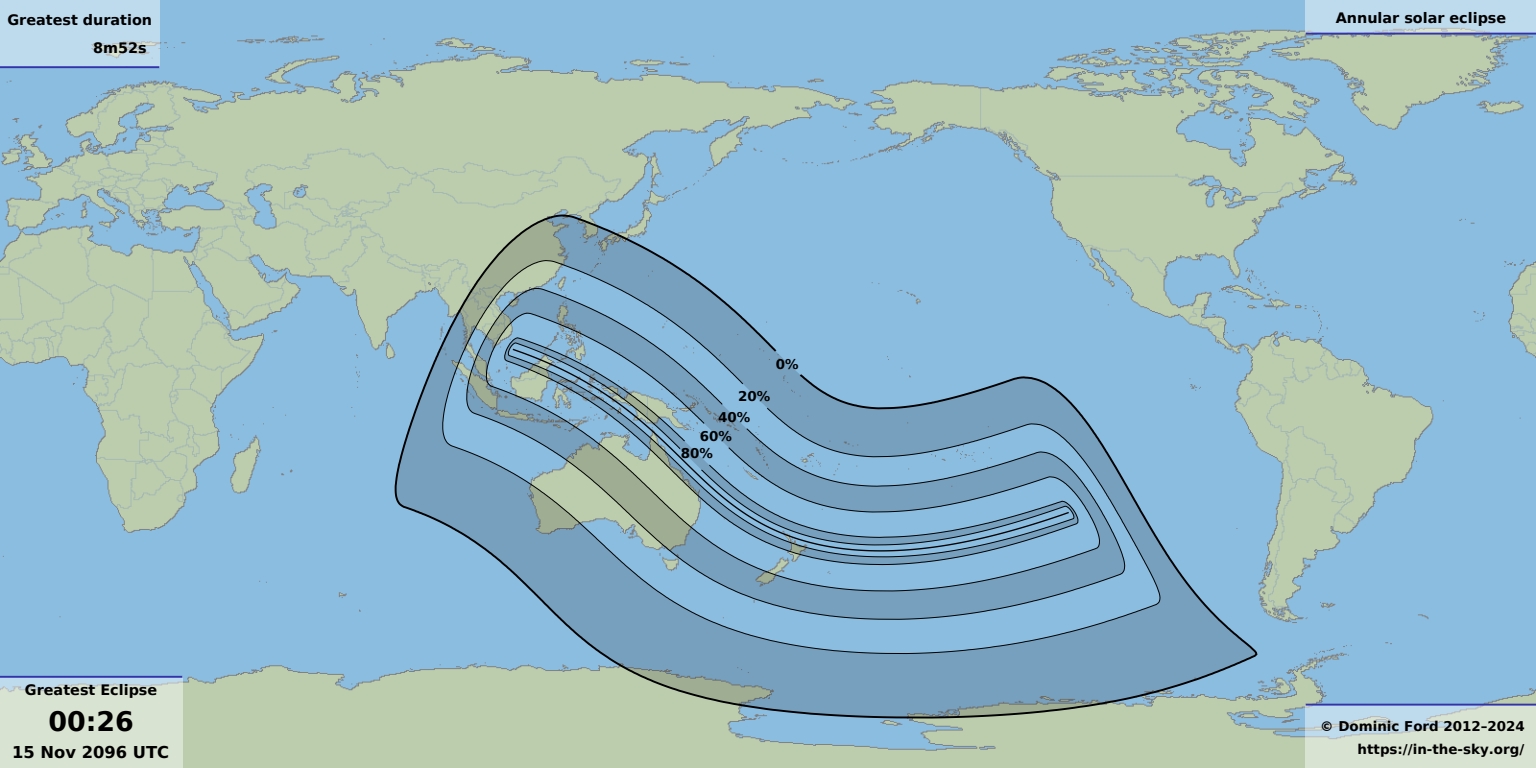 Greatest duration
8m52s
Annular solar eclipse
0%
20%
40%
60%
80%
Greatest Eclipse
00:26
15 Nov 2096 UTC
© Dominic Ford 2012–2024
https://in-the-sky.org/